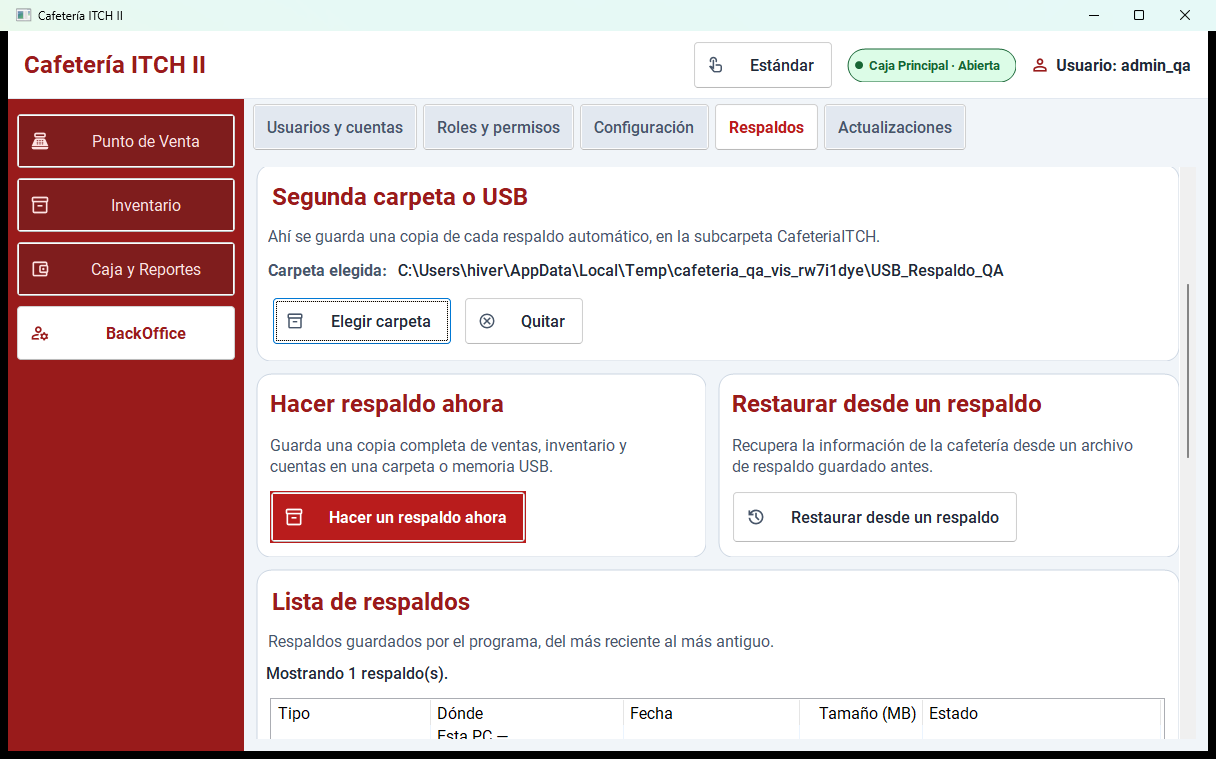 Cafetería ITCH II
Cafetería ITCH II
Estándar
Caja Principal · Abierta
Usuario: admin_qa
Punto de Venta
Inventario
Caja y Reportes
BackOffice
Usuarios y cuentas
Roles y permisos
Configuración
Respaldos
Actualizaciones
Segunda carpeta o USB
Ahí se guarda una copia de cada respaldo automático, en la subcarpeta CafeteriaITCH.
Carpeta elegida: C:\Users\hiver\AppData\Local\Temp\cafeteria_qa_vis_rw7i1dye\USB_Respaldo_QA
Elegir carpeta
Quitar
Hacer respaldo ahora
Guarda una copia completa de ventas, inventario y
cuentas en una carpeta o memoria USB.
Hacer un respaldo ahora
Restaurar desde un respaldo
Recupera la información de la cafetería desde un archivo
de respaldo guardado antes.
Restaurar desde un respaldo
Lista de respaldos
Respaldos guardados por el programa, del más reciente al más antiguo.
Mostrando 1 respaldo(s).
Tipo Dónde Fecha Tamaño (MB) Estado
Esta PC —